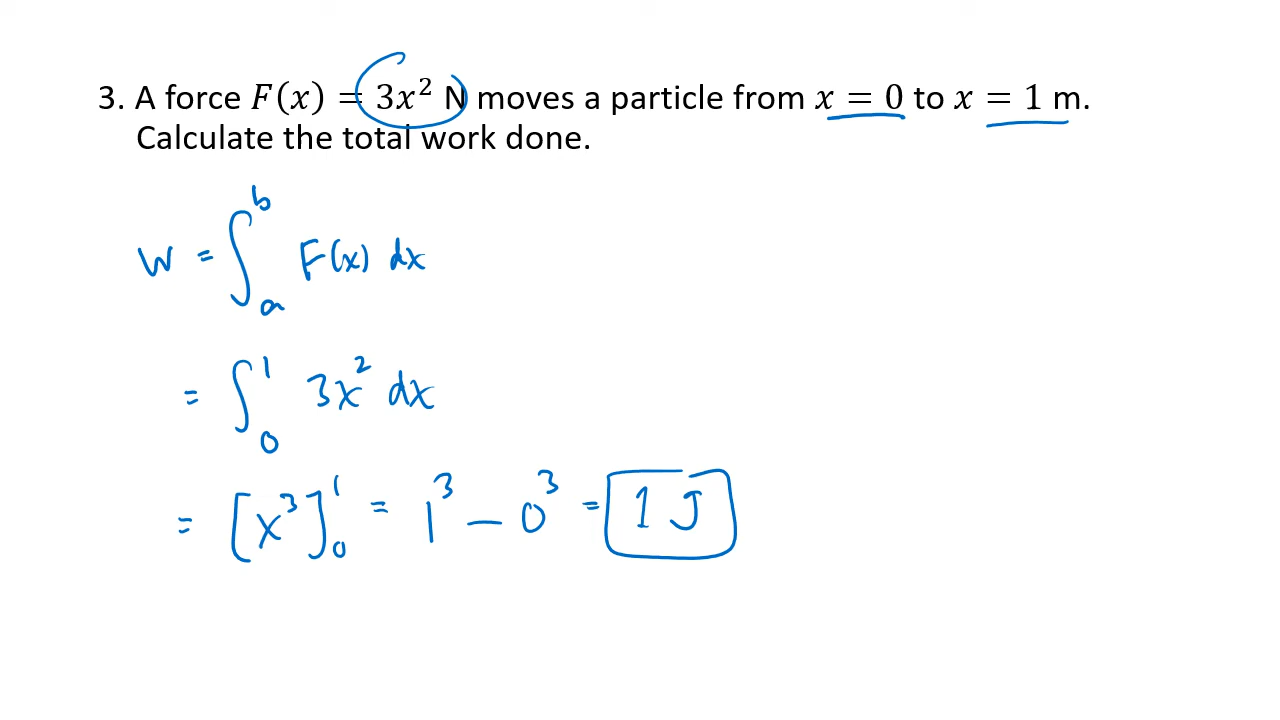 3. A force F(x) = 3x² N moves a particle from x = 0 to x = 1 m.
Calculate the total work done.
W = ∫ₐᵇ F(x) dx
= ∫₀¹ 3x² dx
= [x³]₀¹ = 1³ − 0³ = 1 J